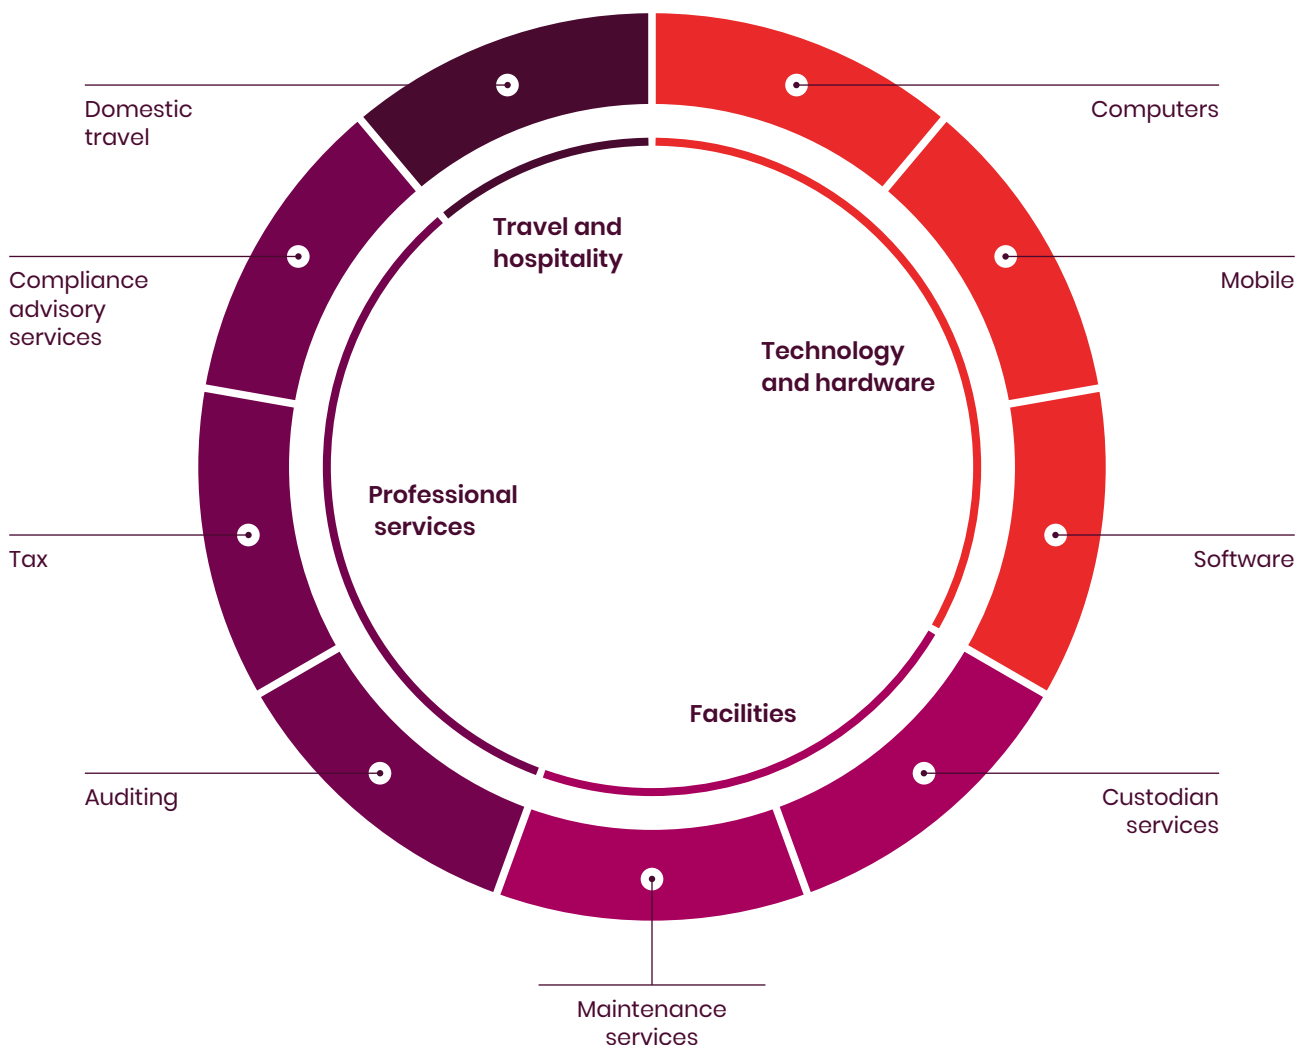 Domestic
travel
Computers
Travel and
hospitality
Compliance
advisory
services
Mobile
Technology
and hardware
Professional
services
Tax
Software
Facilities
Auditing
Custodian
services
Maintenance
services